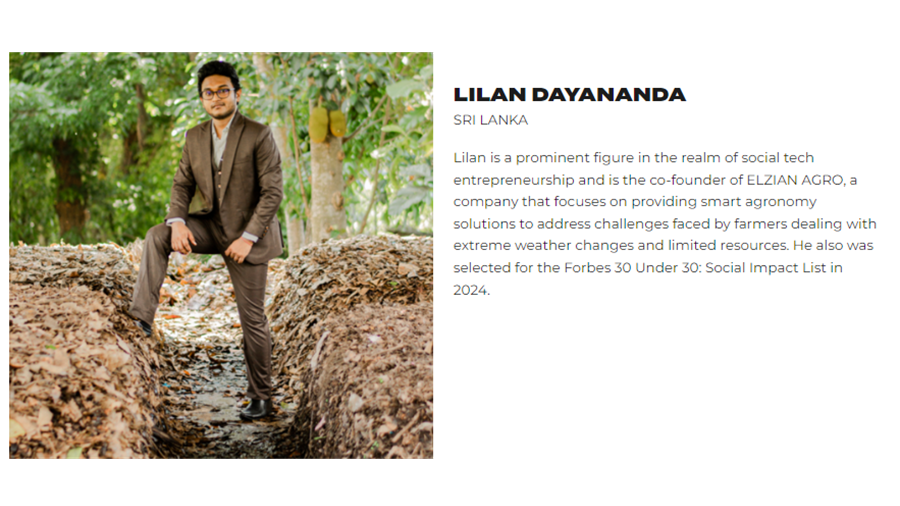 LILAN DAYANANDA
SRI LANKA
Lilan is a prominent figure in the realm of social tech
entrepreneurship and is the co-founder of ELZIAN AGRO, a
company that focuses on providing smart agronomy
solutions to address challenges faced by farmers dealing with
extreme weather changes and limited resources. He also was
selected for the Forbes 30 Under 30: Social Impact List in
2024.